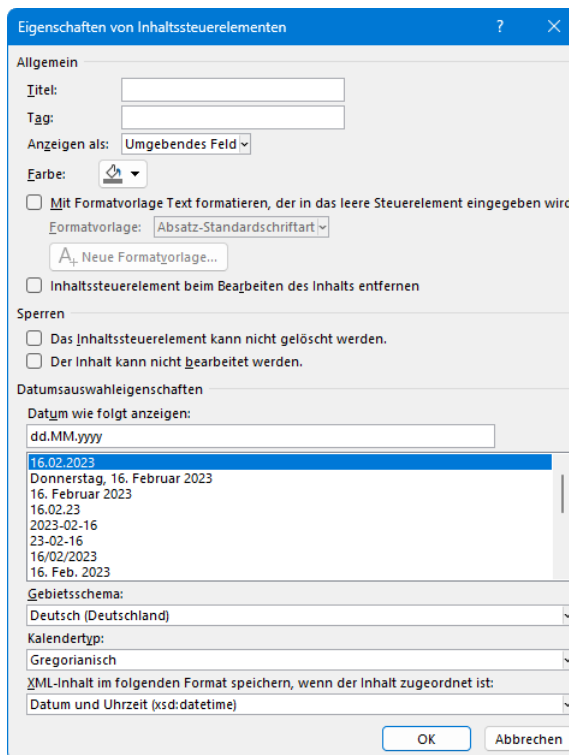 Eigenschaften von Inhaltssteuerelementen ?
Allgemein
Titel:
Tag:
Anzeigen als: Umgebendes Feld
Farbe:
Mit Formatvorlage Text formatieren, der in das leere Steuerelement eingegeben wird
Formatvorlage: Absatz-Standardschriftart
A+ Neue Formatvorlage...
Inhaltssteuerelement beim Bearbeiten des Inhalts entfernen
Sperren
Das Inhaltssteuerelement kann nicht gelöscht werden.
Der Inhalt kann nicht bearbeitet werden.
Datumsauswahleigenschaften
Datum wie folgt anzeigen:
dd.MM.yyyy
16.02.2023
Donnerstag, 16. Februar 2023
16. Februar 2023
16.02.23
2023-02-16
23-02-16
16/02/2023
16. Feb. 2023
Gebietsschema:
Deutsch (Deutschland)
Kalendertyp:
Gregorianisch
XML-Inhalt im folgenden Format speichern, wenn der Inhalt zugeordnet ist:
Datum und Uhrzeit (xsd:datetime)
OK Abbrechen